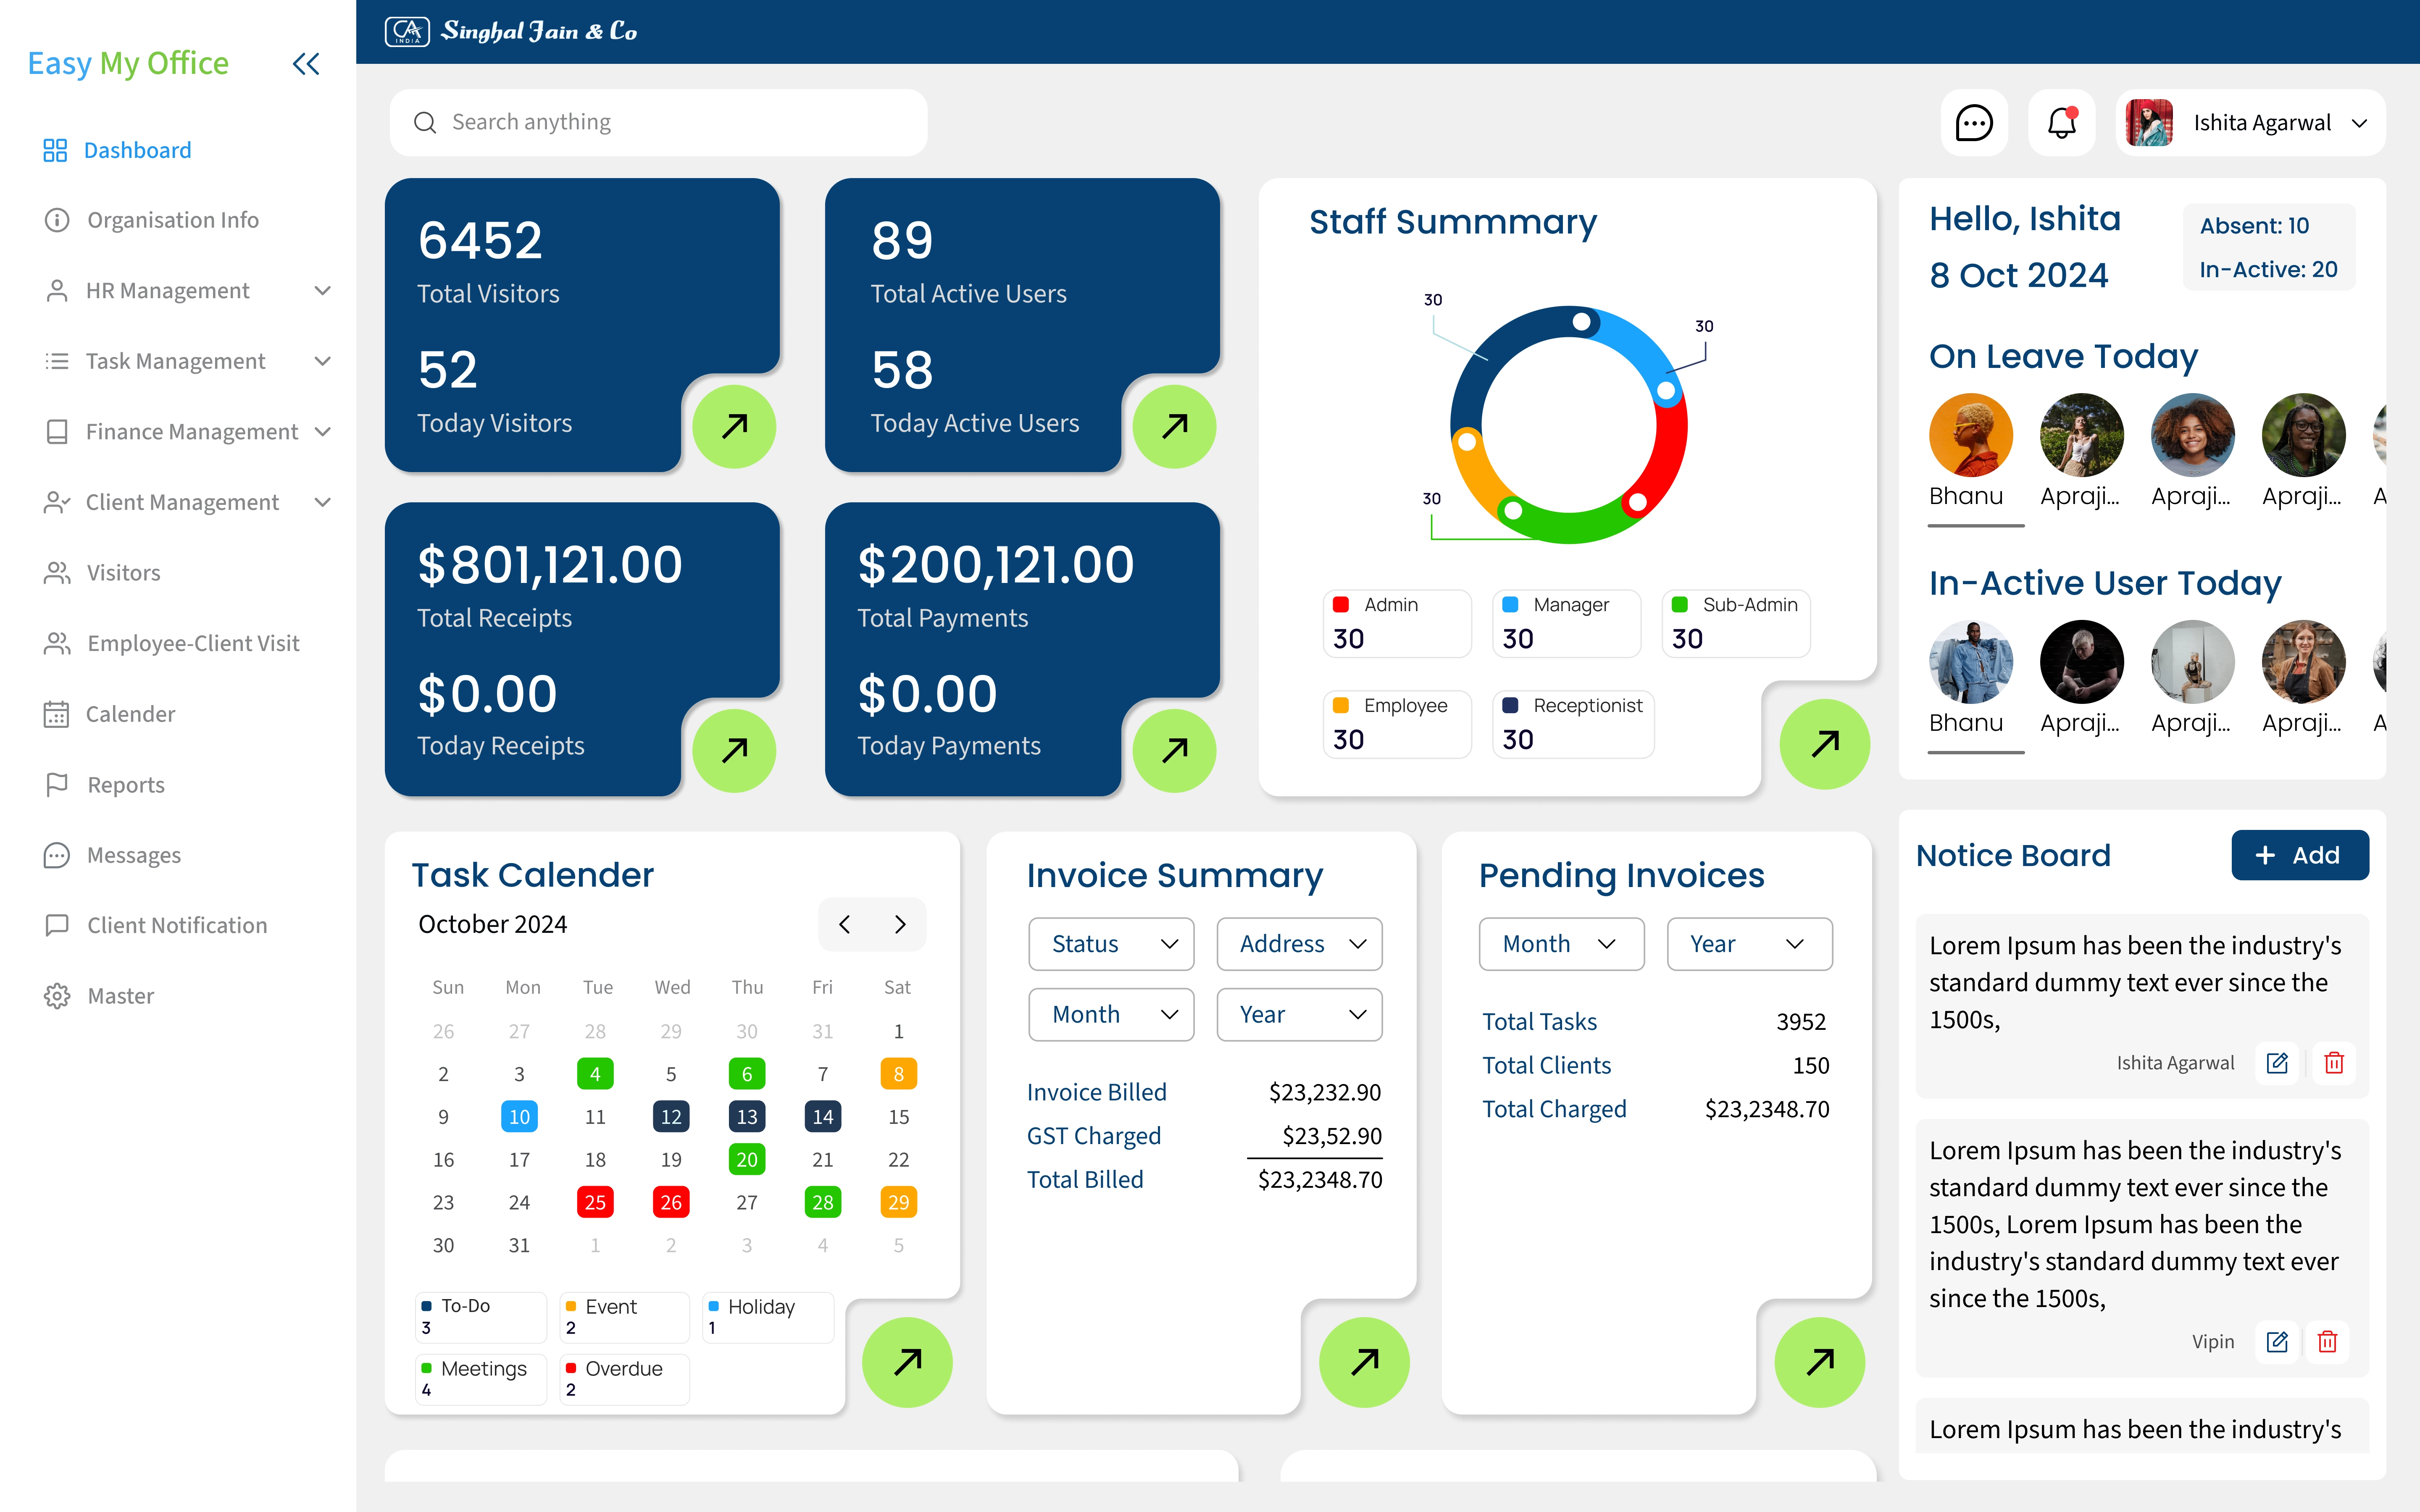 Easy My Office
Dashboard
Organisation Info
HR Management
Task Management
Finance Management
Client Management
Visitors
Employee-Client Visit
Calender
Reports
Messages
Client Notification
Master
CA
INDIA
Singhal Jain & Co
Search anything
Ishita Agarwal
6452
Total Visitors
52
Today Visitors
89
Total Active Users
58
Today Active Users
$801,121.00
Total Receipts
$0.00
Today Receipts
$200,121.00
Total Payments
$0.00
Today Payments
Staff Summmary
30
30
30
Admin
30
Manager
30
Sub-Admin
30
Employee
30
Receptionist
30
Hello, Ishita
8 Oct 2024
Absent: 10
In-Active: 20
On Leave Today
Bhanu Apraji... Apraji... Apraji... A
In-Active User Today
Bhanu Apraji... Apraji... Apraji... A
Task Calender
October 2024
Sun Mon Tue Wed Thu Fri Sat
26 27 28 29 30 31 1
2 3 4 5 6 7 8
9 10 11 12 13 14 15
16 17 18 19 20 21 22
23 24 25 26 27 28 29
30 31 1 2 3 4 5
To-Do
3
Event
2
Holiday
1
Meetings
4
Overdue
2
Invoice Summary
Status Address
Month Year
Invoice Billed $23,232.90
GST Charged $23,52.90
Total Billed $23,2348.70
Pending Invoices
Month Year
Total Tasks 3952
Total Clients 150
Total Charged $23,2348.70
Notice Board
+ Add
Lorem Ipsum has been the industry's
standard dummy text ever since the
1500s,
Ishita Agarwal
Lorem Ipsum has been the industry's
standard dummy text ever since the
1500s, Lorem Ipsum has been the
industry's standard dummy text ever
since the 1500s,
Vipin
Lorem Ipsum has been the industry's